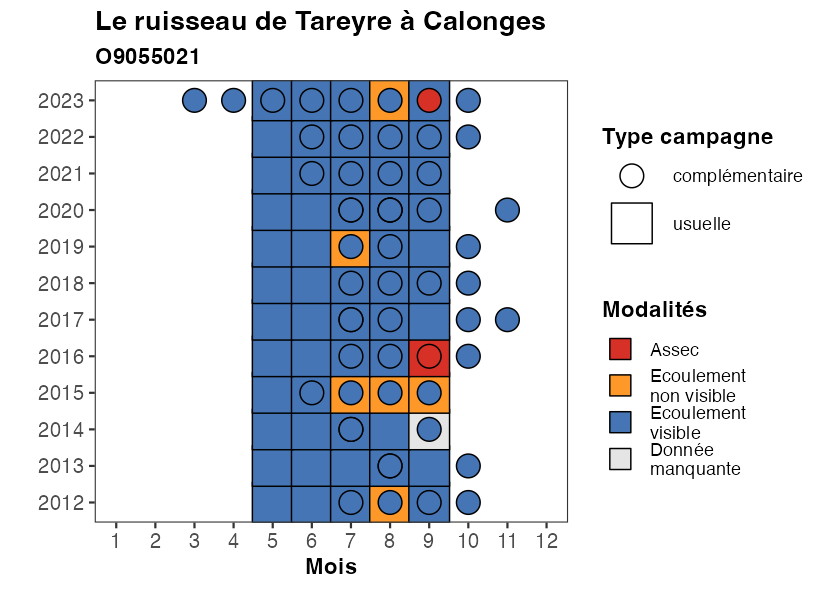 Le ruisseau de Tareyre à Calonges
O9055021
2023
2022
2021
2020
2019
2018
2017
2016
2015
2014
2013
2012
1 2 3 4 5 6 7 8 9 10 11 12
Mois
Type campagne
complémentaire
usuelle
Modalités
Assec
Ecoulement
non visible
Ecoulement
visible
Donnée
manquante